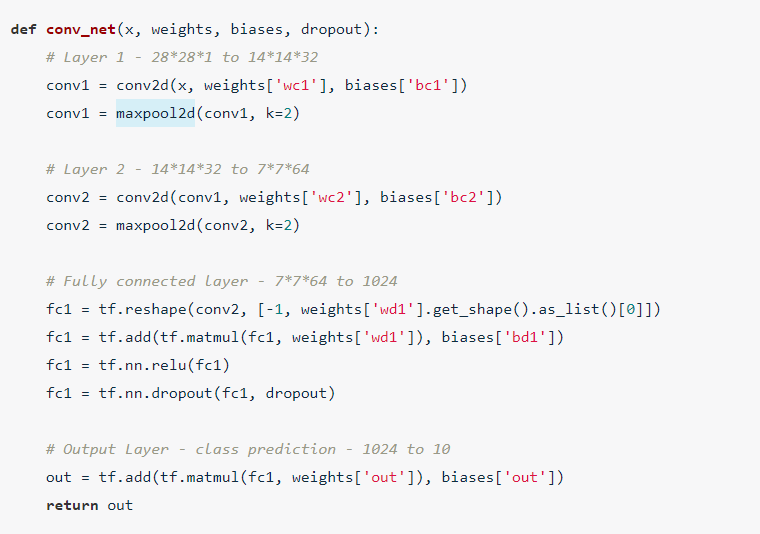 def conv_net(x, weights, biases, dropout):
    # Layer 1 - 28*28*1 to 14*14*32
    conv1 = conv2d(x, weights['wc1'], biases['bc1'])
    conv1 = maxpool2d(conv1, k=2)

    # Layer 2 - 14*14*32 to 7*7*64
    conv2 = conv2d(conv1, weights['wc2'], biases['bc2'])
    conv2 = maxpool2d(conv2, k=2)

    # Fully connected layer - 7*7*64 to 1024
    fc1 = tf.reshape(conv2, [-1, weights['wd1'].get_shape().as_list()[0]])
    fc1 = tf.add(tf.matmul(fc1, weights['wd1']), biases['bd1'])
    fc1 = tf.nn.relu(fc1)
    fc1 = tf.nn.dropout(fc1, dropout)

    # Output Layer - class prediction - 1024 to 10
    out = tf.add(tf.matmul(fc1, weights['out']), biases['out'])
    return out